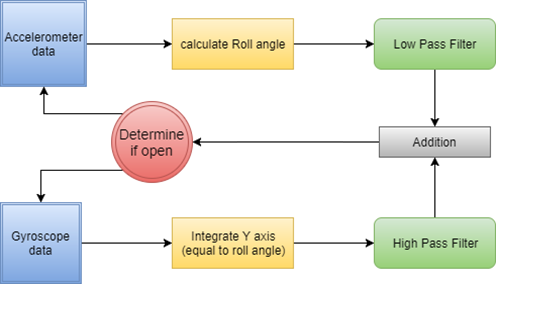 Accelerometer
data
calculate Roll angle
Low Pass Filter
Determine
if open
Addition
Gyroscope
data
Integrate Y axis
(equal to roll angle)
High Pass Filter